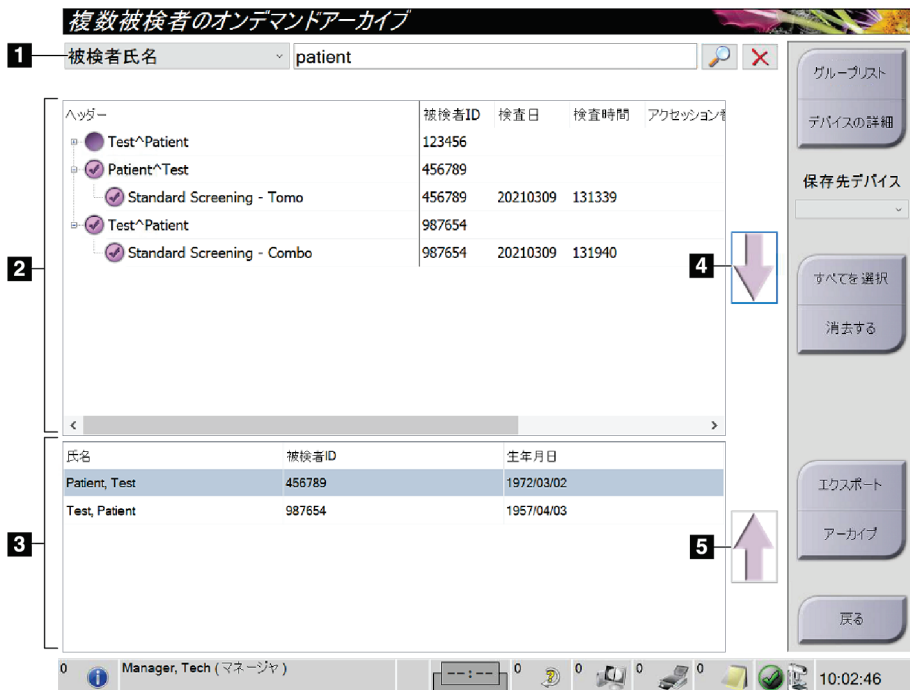 複数被検者のオンデマンドアーカイブ
1 被検者氏名 patient
グループリスト
デバイスの詳細
保存先デバイス
すべてを選択
消去する
エクスポート
アーカイブ
戻る
2
ヘッダー 被検者ID 検査日 検査時間 アクセッション
Test^Patient 123456
Patient^Test 456789
Standard Screening - Tomo 456789 20210309 131339
Test^Patient 987654
Standard Screening - Combo 987654 20210309 131940
4
3
氏名 被検者ID 生年月日
Patient, Test 456789 1972/03/02
Test, Patient 987654 1957/04/03
5
0 Manager, Tech (マネージャ) --:-- 0 0 0 0 10:02:46